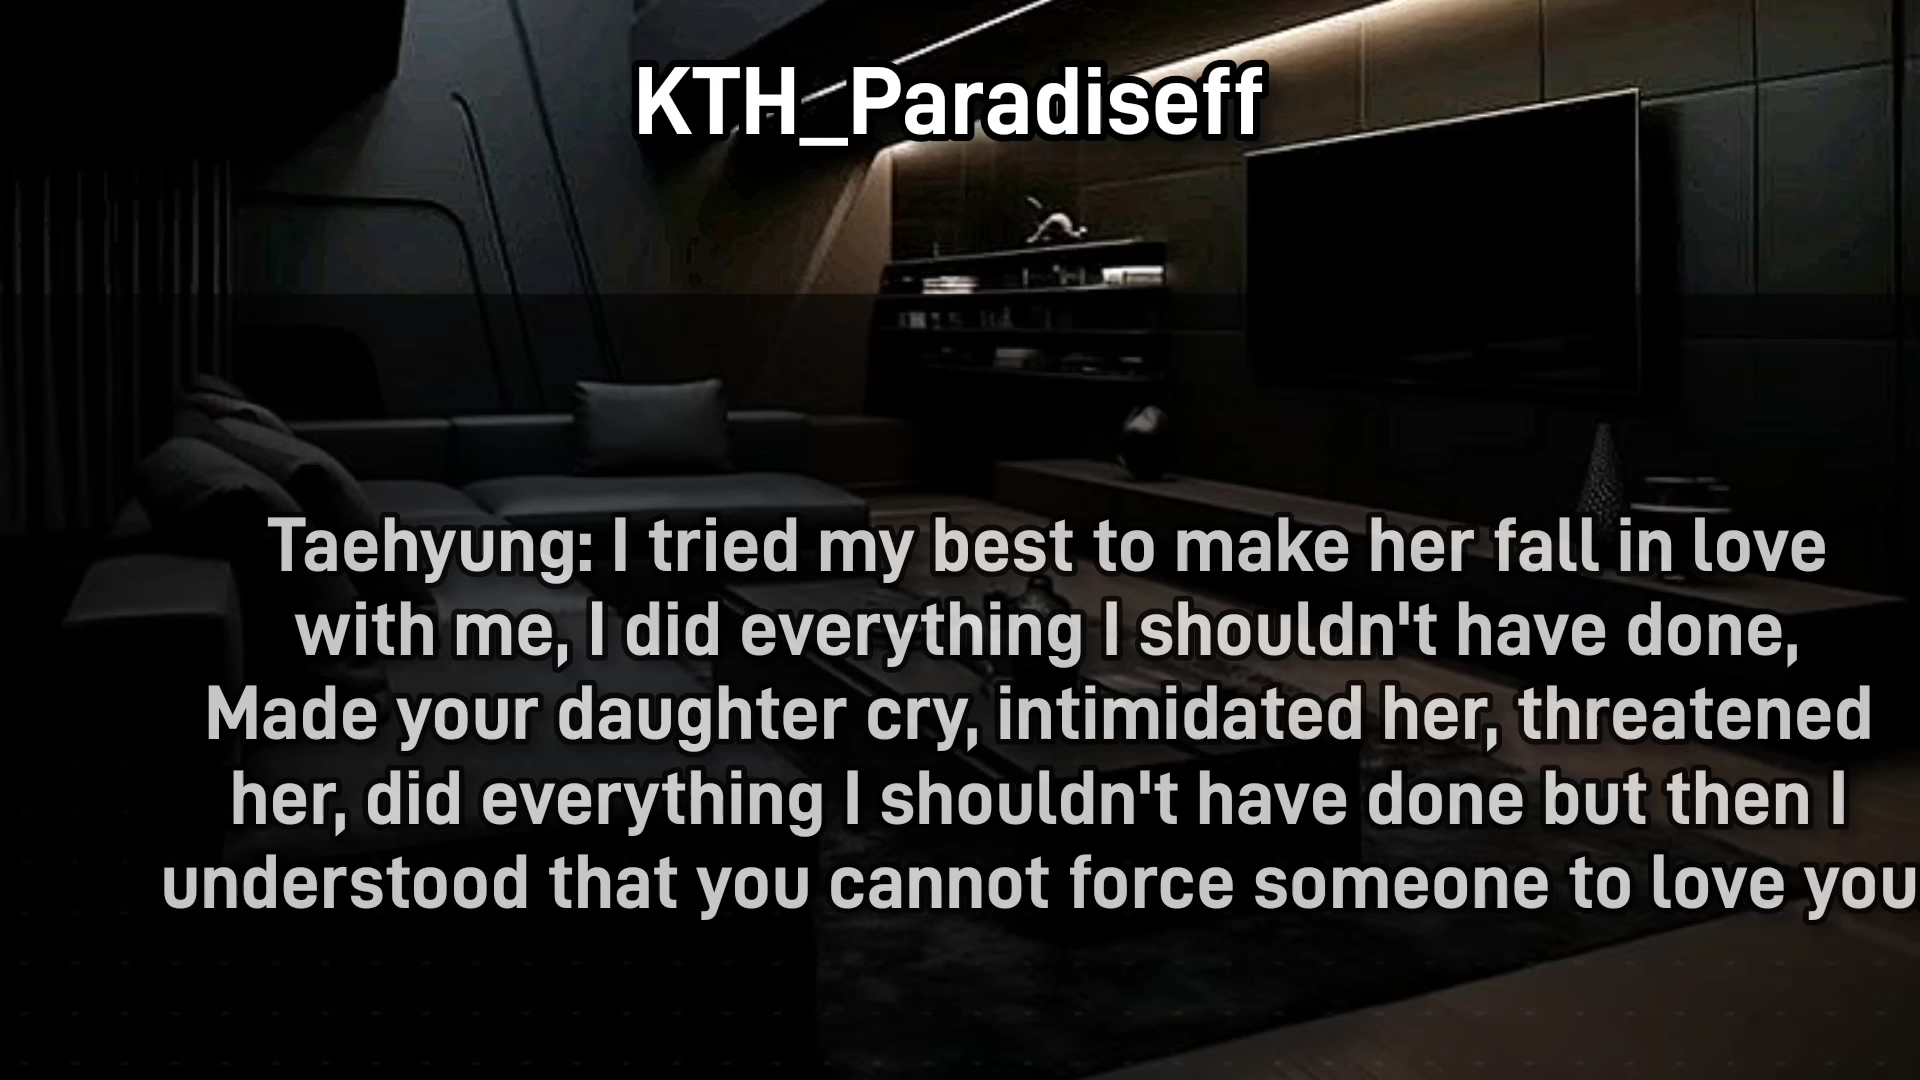 KTH_Paradiseff
Taehyung: I tried my best to make her fall in love
with me, I did everything I shouldn't have done,
Made your daughter cry, intimidated her, threatened
her, did everything I shouldn't have done but then I
understood that you cannot force someone to love you